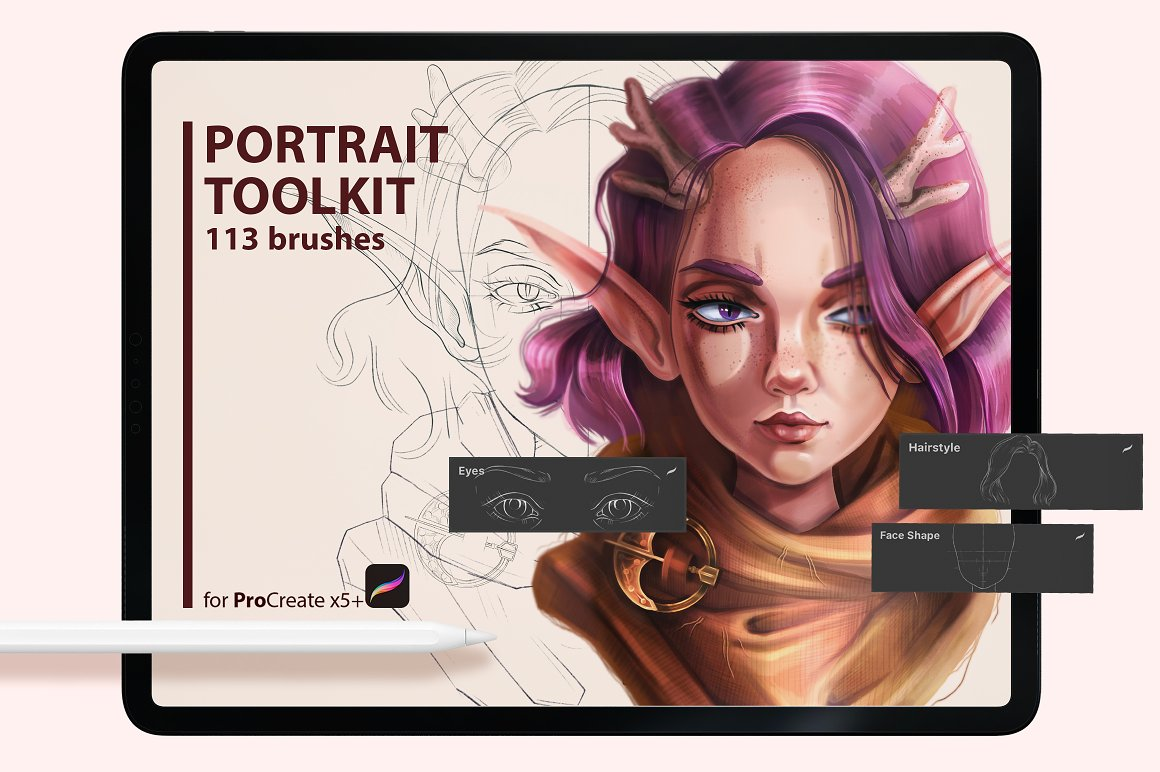 PORTRAIT
TOOLKIT
113 brushes
Eyes
Hairstyle
Face Shape
for ProCreate x5+